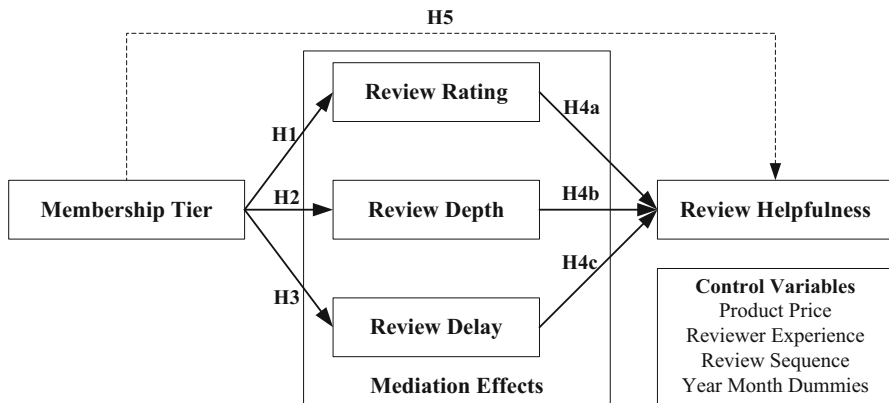 H5
Review Rating
H1
H4a
Membership Tier
H2
Review Depth
H4b
Review Helpfulness
H3
H4c
Review Delay
Mediation Effects
Control Variables
Product Price
Reviewer Experience
Review Sequence
Year Month Dummies